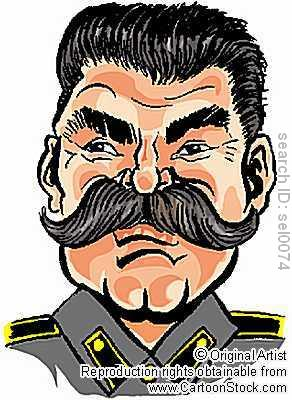 search ID: sel0074
© Original Artist
Reproduction rights obtainable from
www.CartoonStock.com